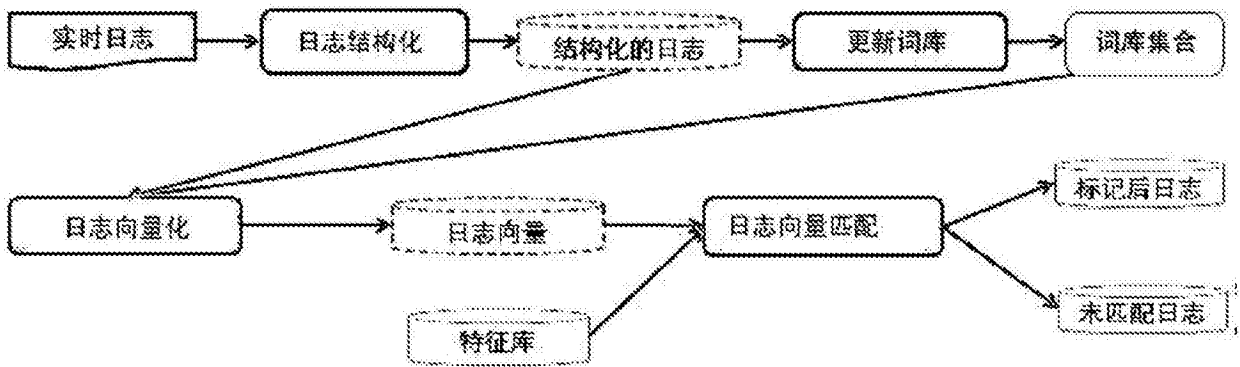 实时日志
日志结构化
结构化的日志
更新词库
词库集合
日志向量化
日志向量
日志向量匹配
标记后日志
特征库
未匹配日志